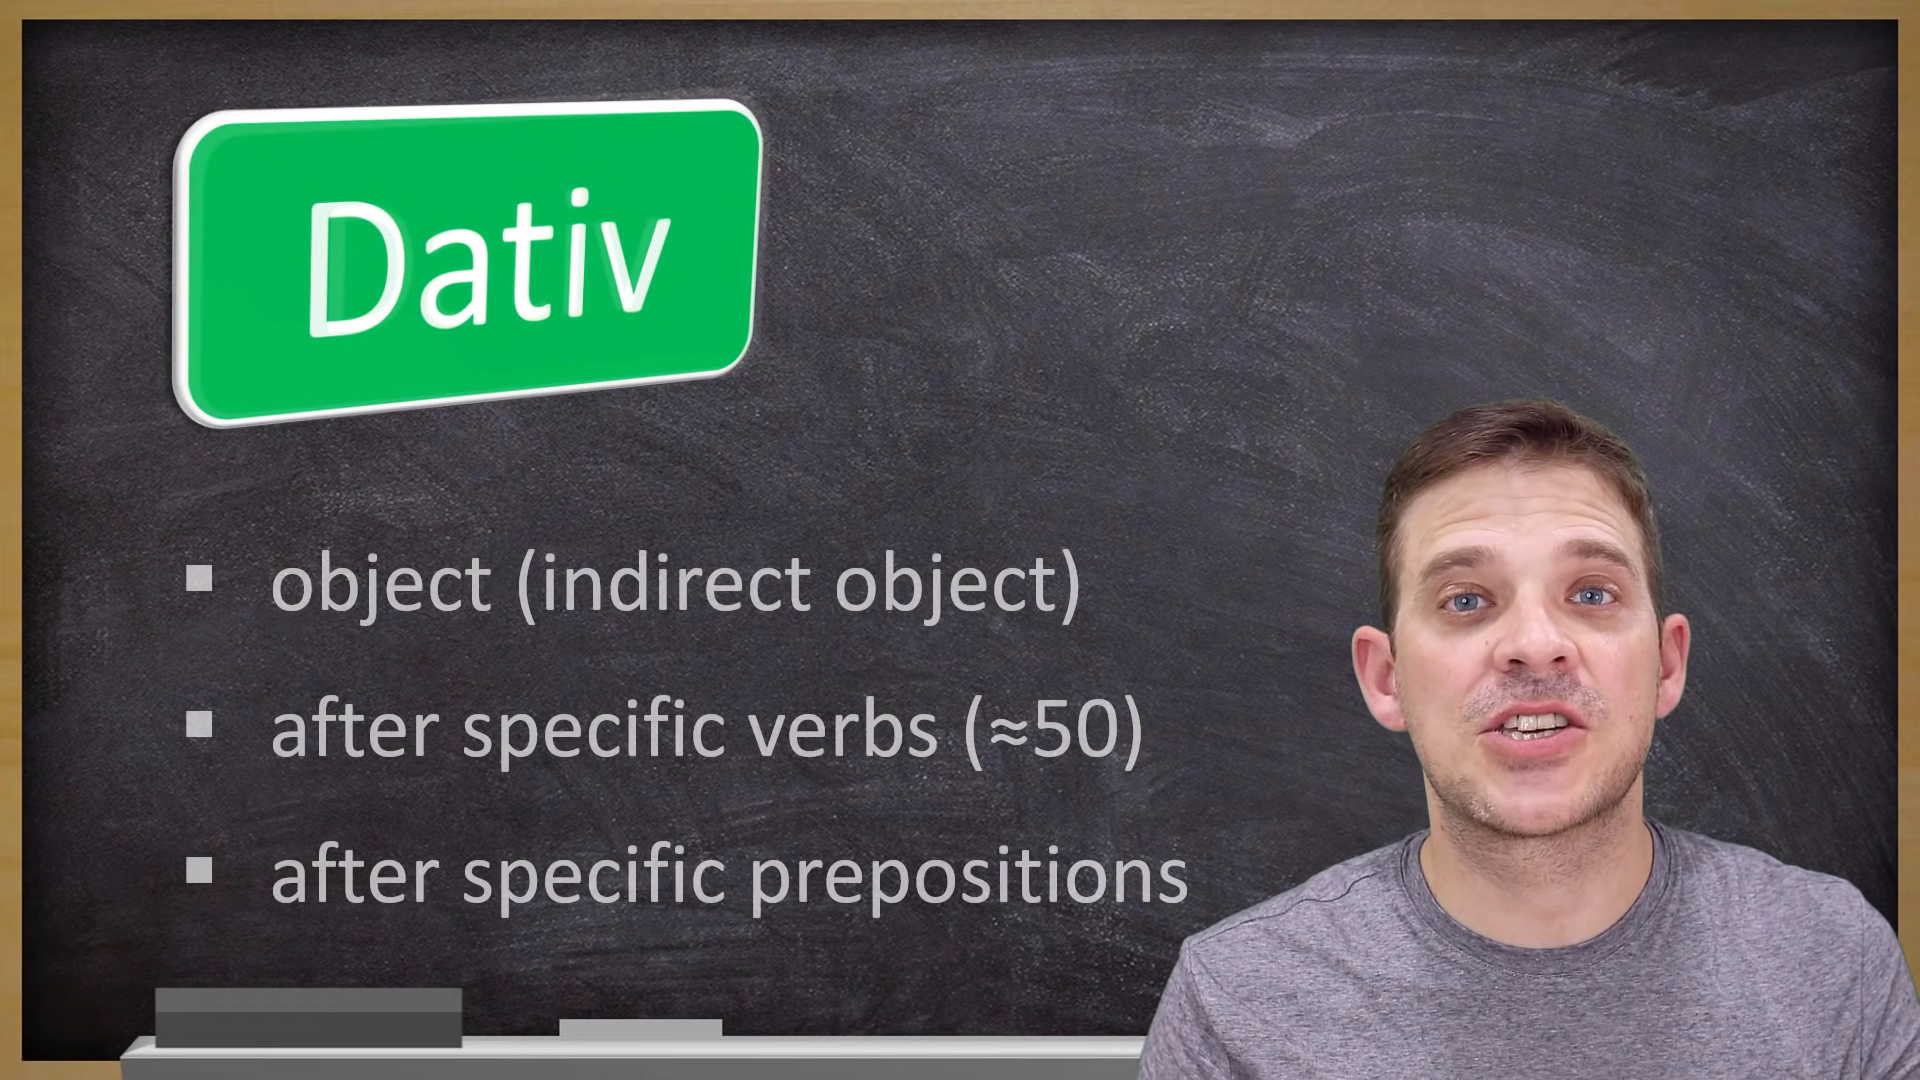 Dativ
▪ object (indirect object)
▪ after specific verbs (≈50)
▪ after specific prepositions